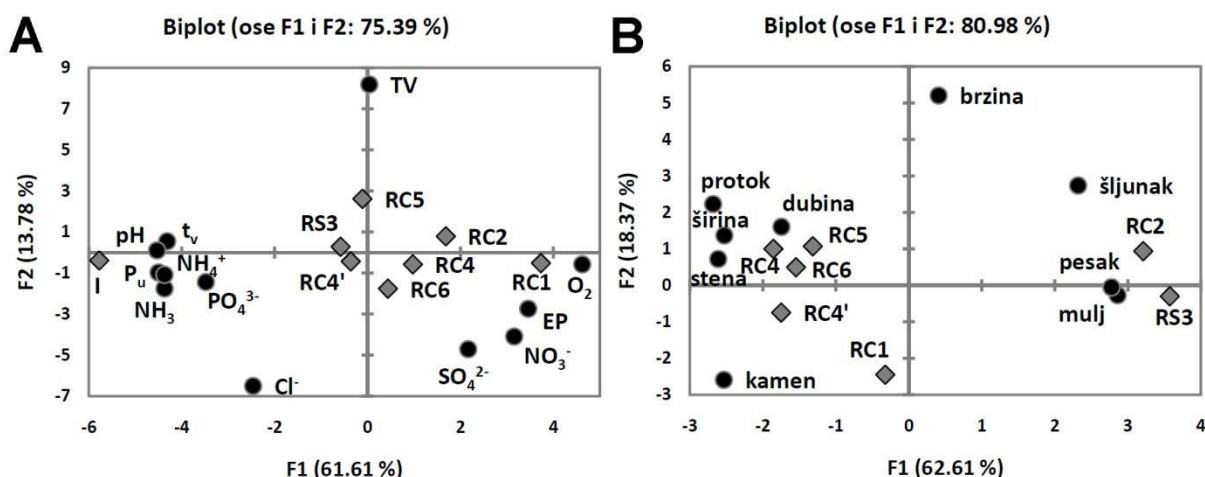 A
Biplot (ose F1 i F2: 75.39 %)
F2 (13.78 %)
9
7
5
3
1
-1
-3
-5
-7
TV
RC5
RS3
RC2
pH
t_v
P_u
NH₄⁺
I
NH₃
PO₄³⁻
RC4'
RC4
RC6
RC1
O₂
EP
NO₃⁻
SO₄²⁻
Cl⁻
-6
-4
-2
0
2
4
F1 (61.61 %)
B
Biplot (ose F1 i F2: 80.98 %)
F2 (18.37 %)
6
5
4
3
2
1
0
-1
-2
-3
brzina
protok
šljunak
širina
dubina
RC5
RC2
stena
RC4
RC6
pesak
mulj
RS3
RC4'
RC1
kamen
-3
-2
-1
0
1
2
3
4
F1 (62.61 %)